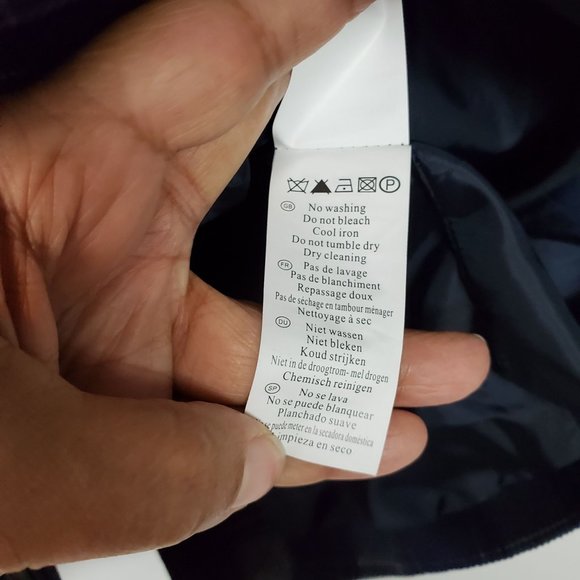 P
GB No washing
Do not bleach
Cool iron
Do not tumble dry
Dry cleaning
FR Pas de lavage
Pas de blanchiment
Repassage doux
Pas de séchage en tambour ménager
Nettoyage à sec
DU Niet wassen
Niet bleken
Koud strijken
Niet in de droogtrom- mel drogen
Chemisch reinigen
SP No se lava
No se puede blanquear
Planchado suave
se puede meter en la secadora doméstica
en seco